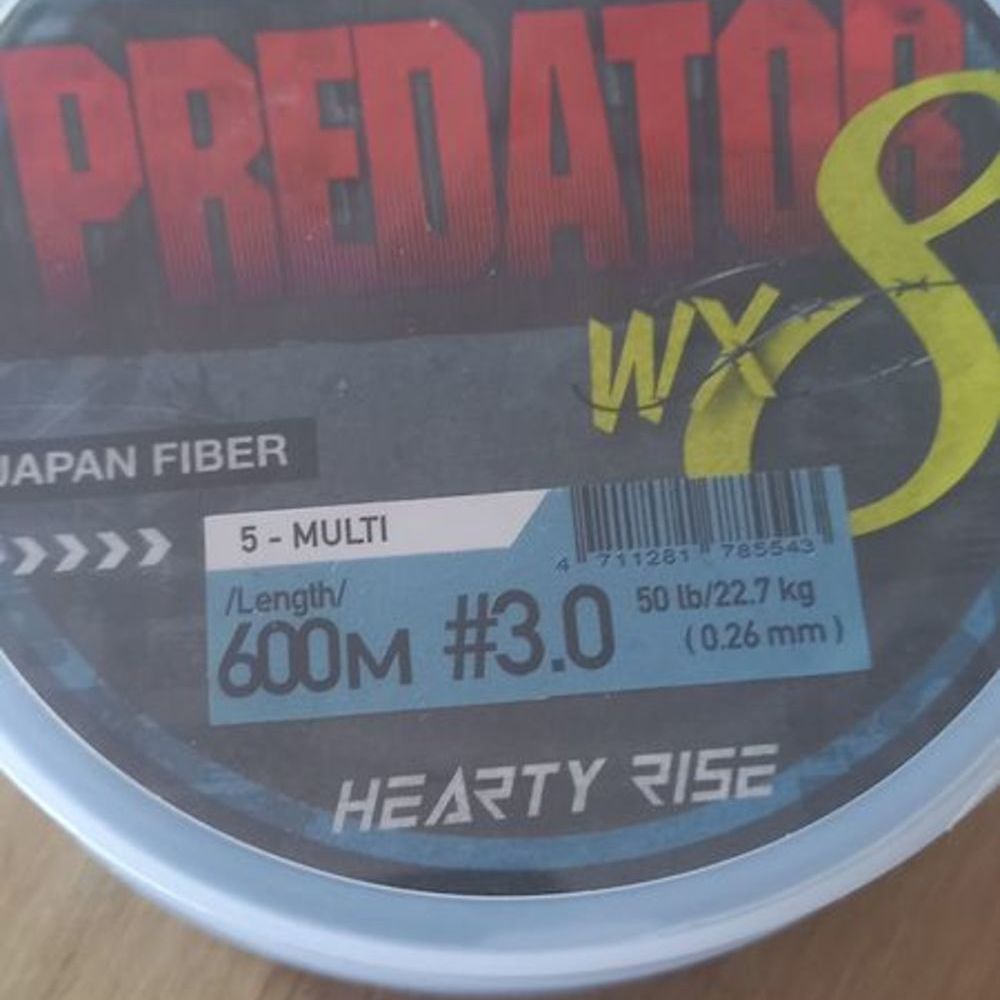 PREDATOR
WX8
JAPAN FIBER
5 - MULTI
4 711281 785543
/Length/
600M #3.0
50 lb/22.7 kg
(0.26 mm)
HEARTY RISE